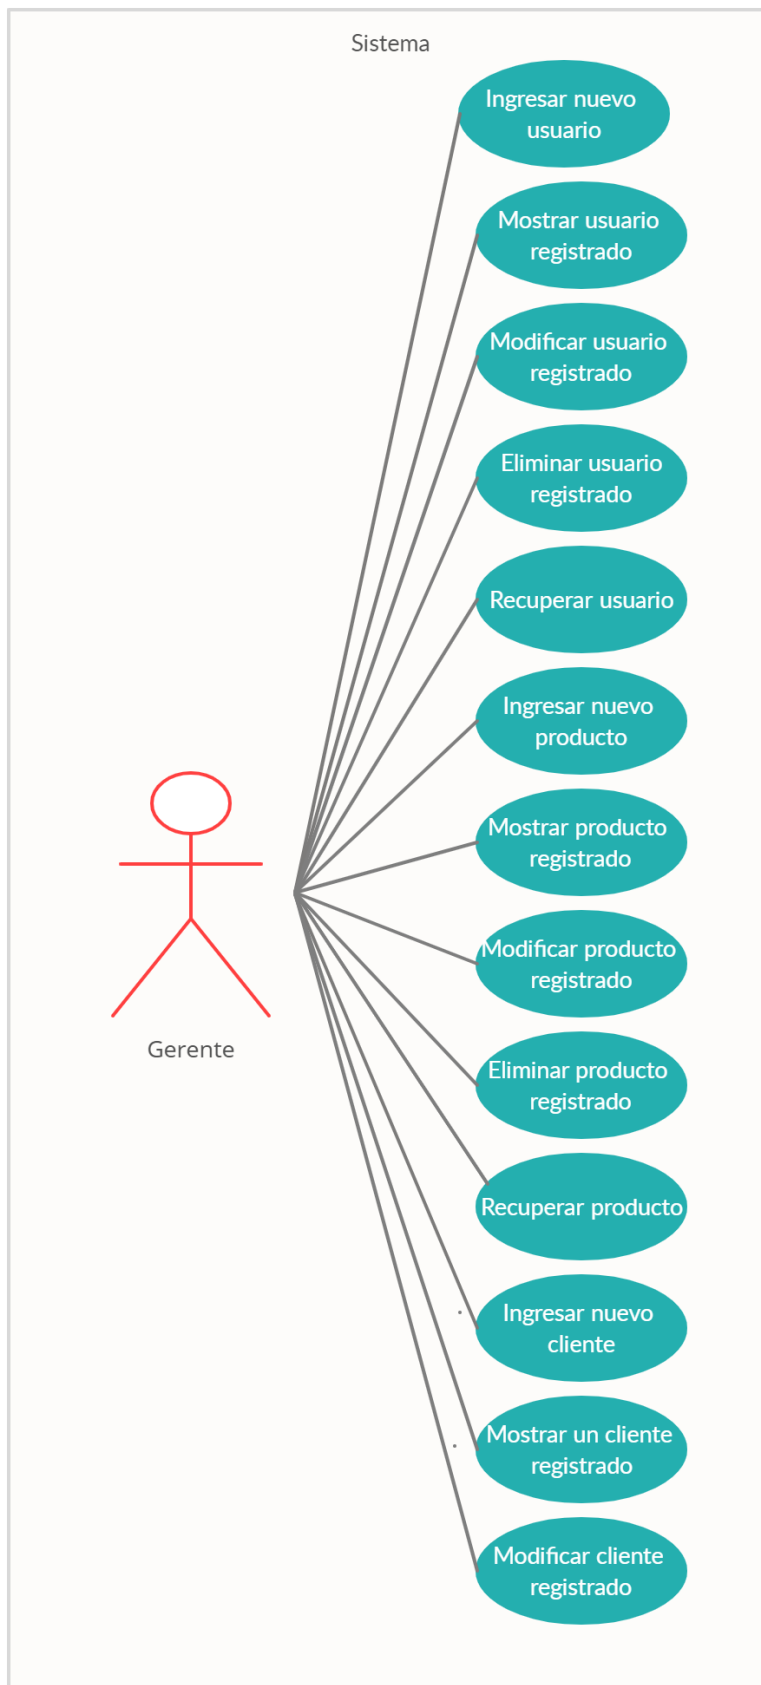 Sistema
Ingresar nuevo
usuario
Mostrar usuario
registrado
Modificar usuario
registrado
Eliminar usuario
registrado
Recuperar usuario
Ingresar nuevo
producto
Mostrar producto
registrado
Modificar producto
registrado
Gerente
Eliminar producto
registrado
Recuperar producto
Ingresar nuevo
cliente
Mostrar un cliente
registrado
Modificar cliente
registrado